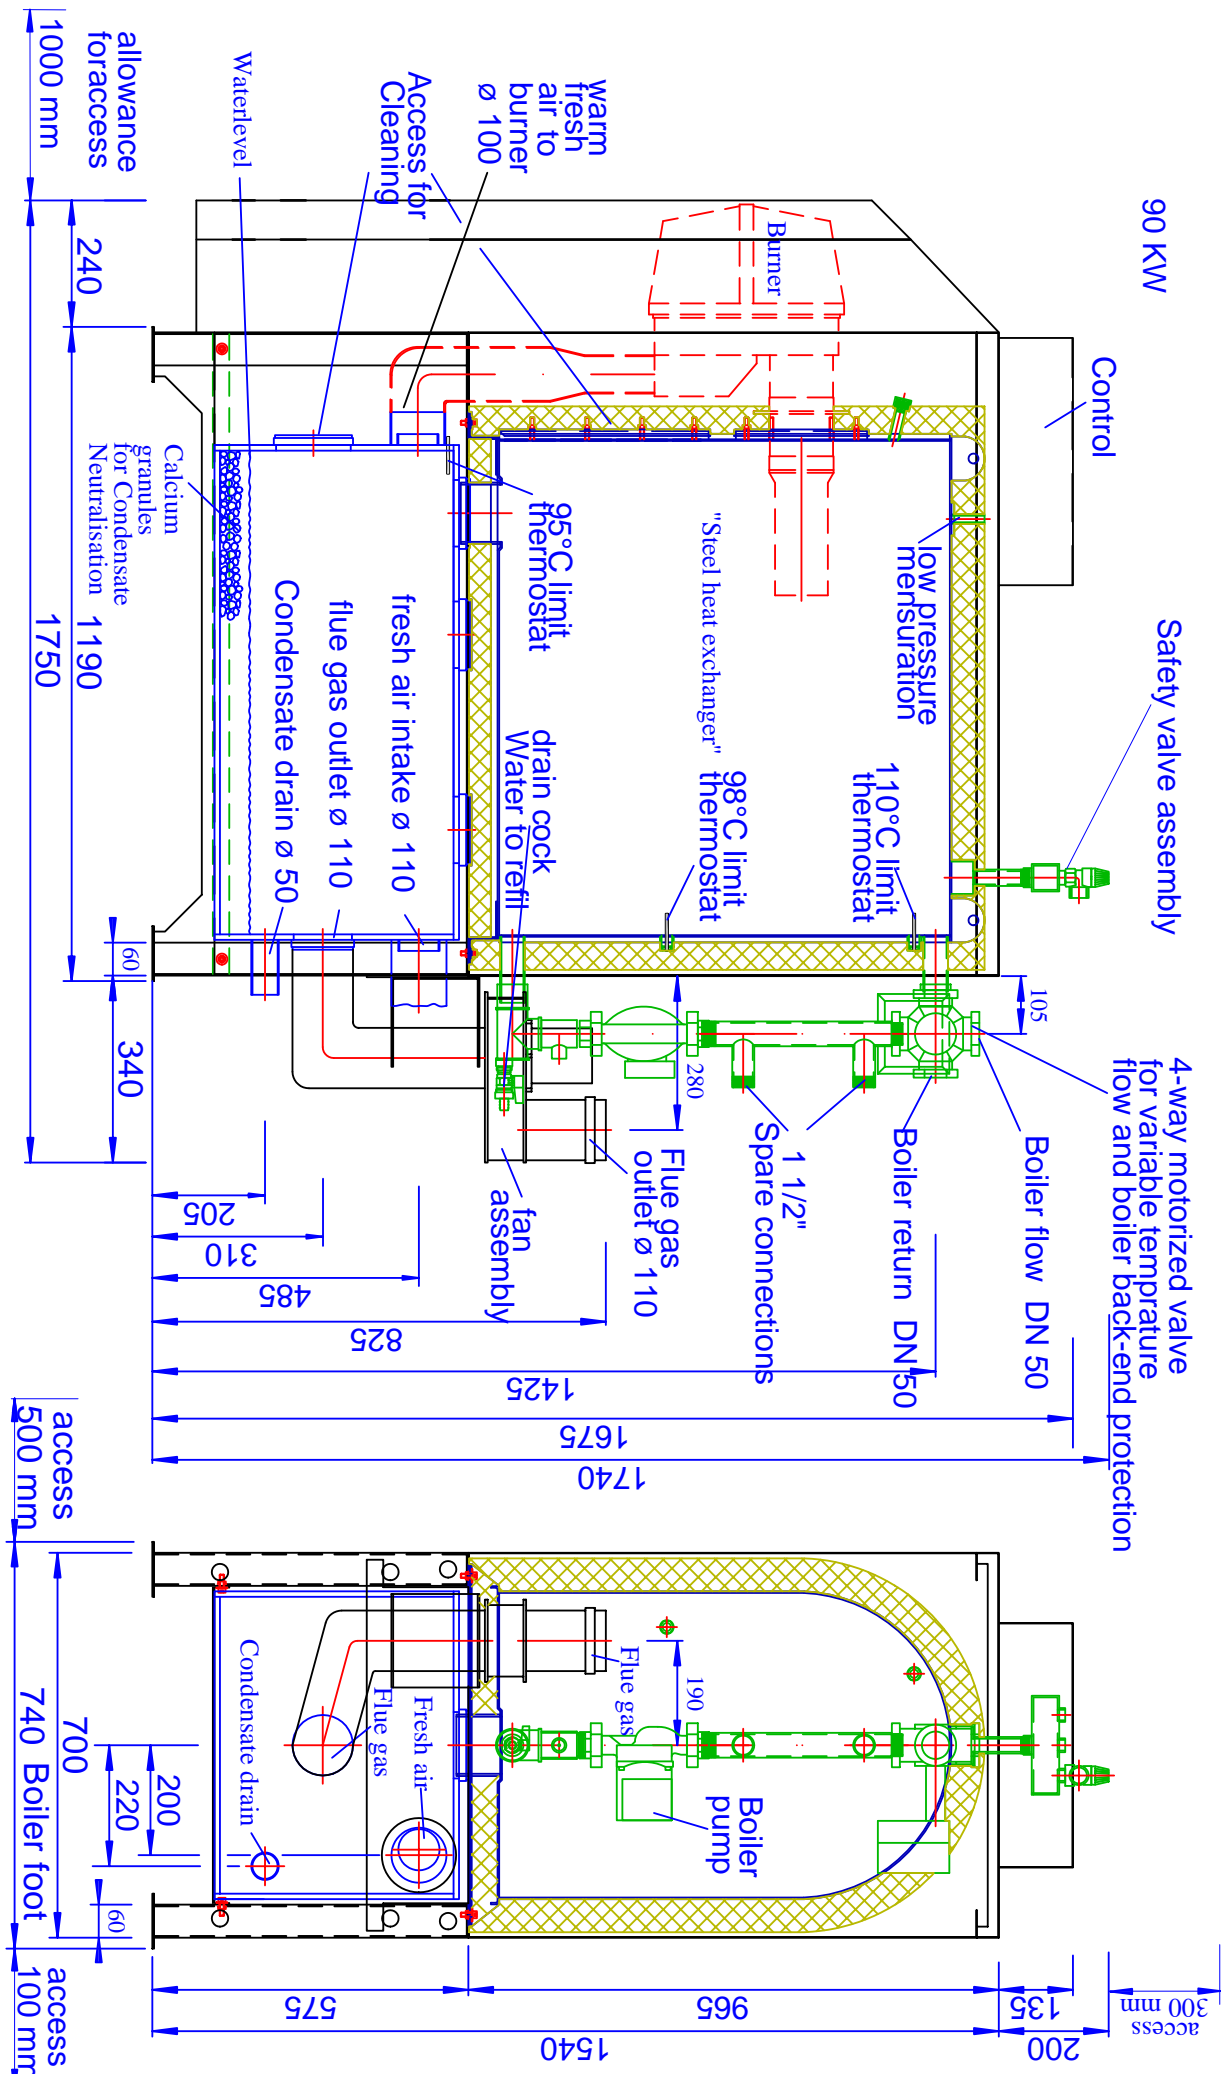 90 KW
Control
Safety valve assembly
4-way motorized valve
for variable temprature
flow and boiler back-end protection
Boiler flow DN 50
Boiler return DN 50
1 1/2"
Spare connections
Flue gas
outlet ø 110
fan
assembly
warm
fresh
air to
burner
ø 100
Access for
Cleaning
Waterlevel
allowance
foraccess
1000 mm
Burner
"Steel heat exchanger"
low pressure
mensuration
110°C limit
thermostat
98°C limit
thermostat
95°C limit
thermostat
drain cock
Water to refil
fresh air intake ø 110
flue gas outlet ø 110
Condensate drain ø 50
Calcium
granules
for Condensate
Neutralisation
240
1190
60
340
1750
105
280
205
310
485
825
1425
1675
1740
access
500 mm
Flue gas
190
Boiler
pump
Fresh air
Flue gas
Condensate drain
200
220
700
60
740 Boiler foot
access
100 mm
575
965
135
1540
200
access
300 mm